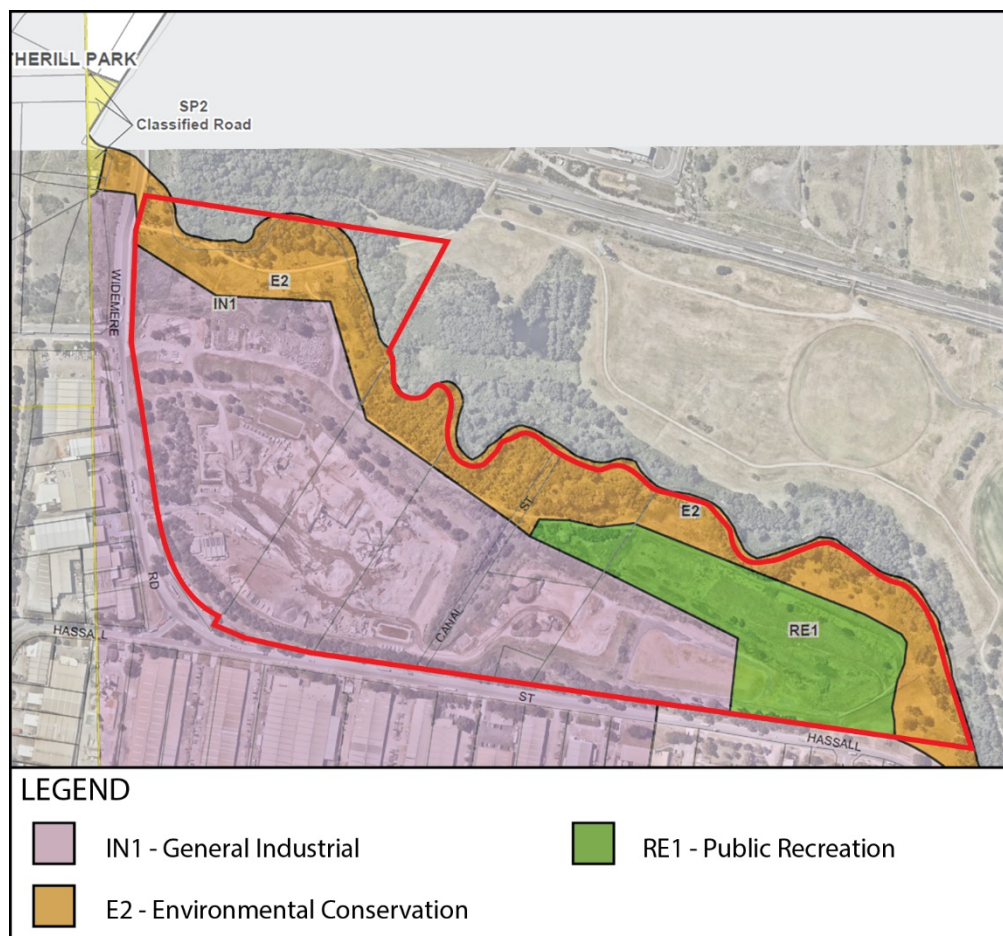 THERILL PARK
SP2
Classified Road
WIDEMERE
E2
IN1
ST
E2
RD
CANAL
RE1
HASSALL
ST
HASSALL
LEGEND
IN1 - General Industrial
RE1 - Public Recreation
E2 - Environmental Conservation